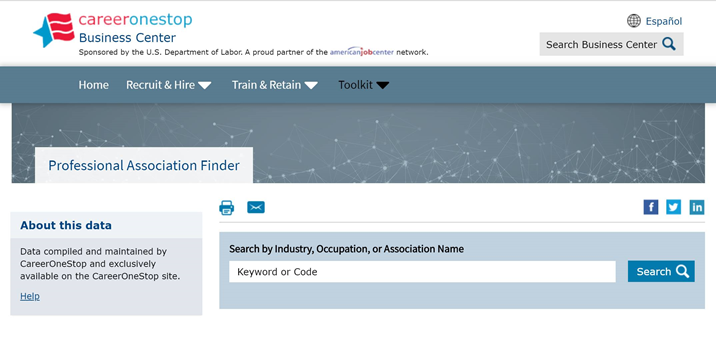 careeronestop
Business Center
Sponsored by the U.S. Department of Labor. A proud partner of the americanjobcenter network.
Español
Search Business Center
Home Recruit & Hire Train & Retain Toolkit
Professional Association Finder
About this data
Data compiled and maintained by
CareerOneStop and exclusively
available on the CareerOneStop site.
Help
f
in
Search by Industry, Occupation, or Association Name
Keyword or Code
Search